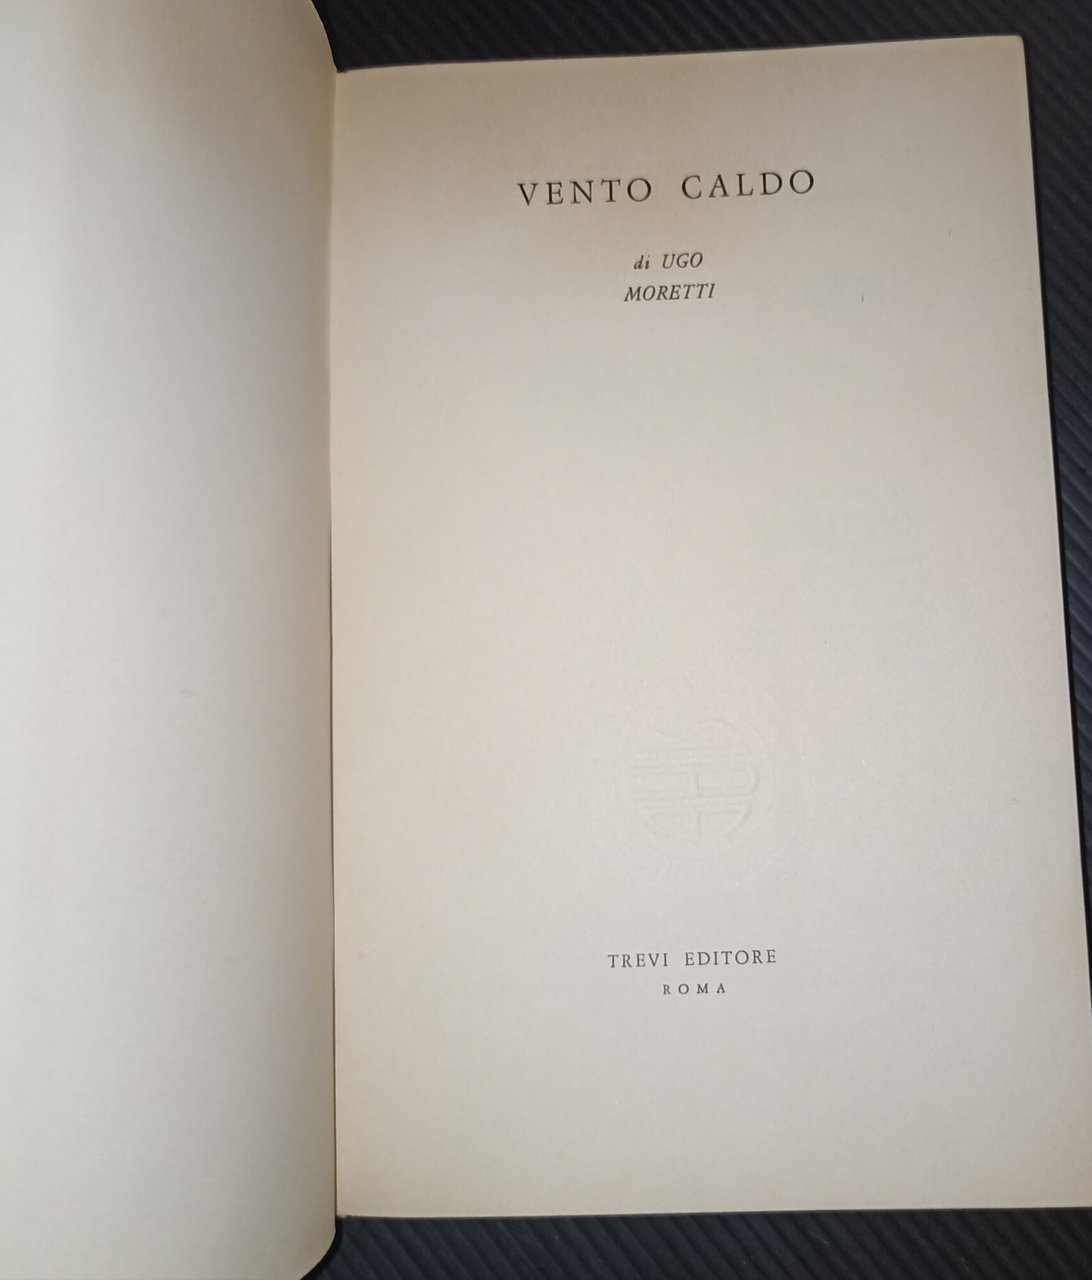 VENTO CALDO
di UGO
MORETTI
TREVI EDITORE
ROMA